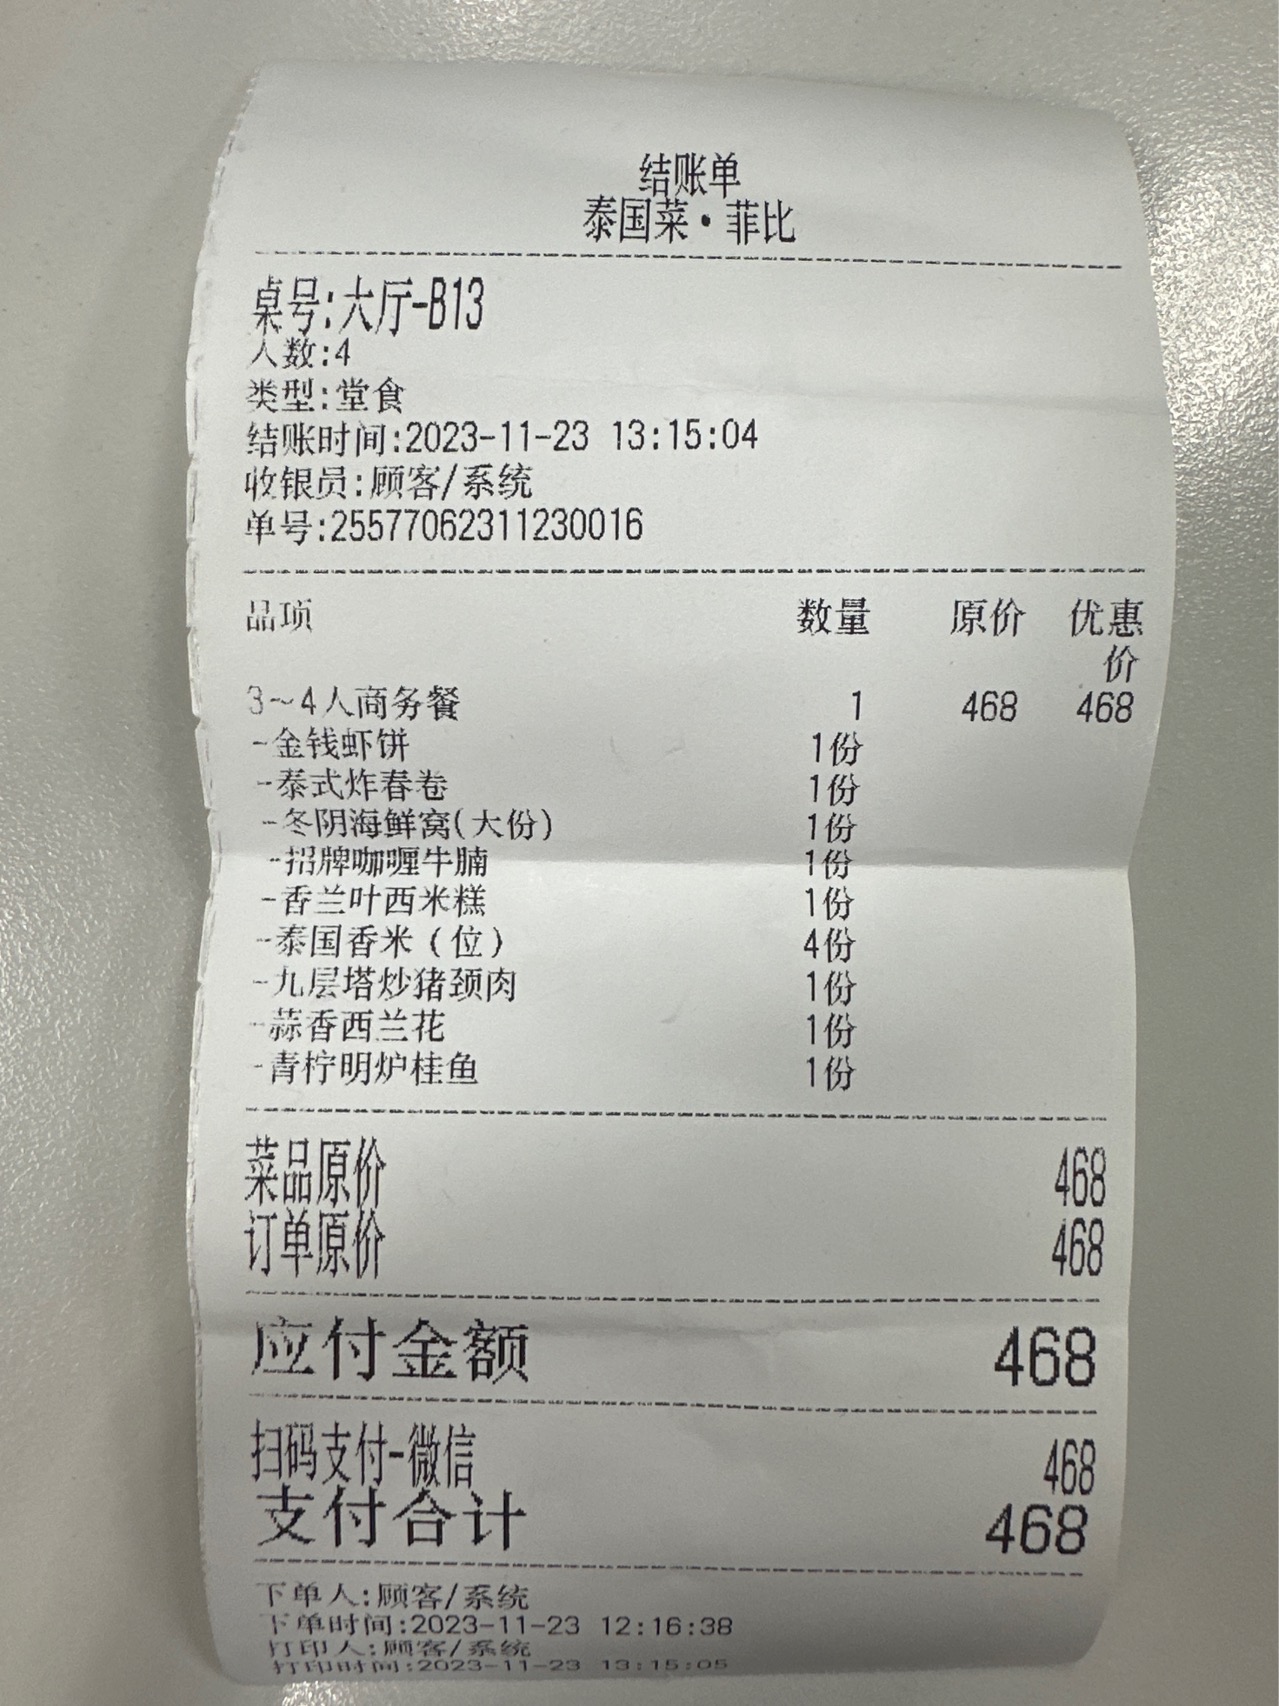 结账单
泰国菜·菲比
桌号:大厅-B13
人数:4
类型:堂食
结账时间:2023-11-23 13:15:04
收银员:顾客/系统
单号:25577062311230016
品项 数量 原价 优惠价
3~4人商务餐 1 468 468
-金钱虾饼 1份
-泰式炸春卷 1份
-冬阴海鲜窝(大份) 1份
-招牌咖喱牛腩 1份
-香兰叶西米糕 1份
-泰国香米(位) 4份
-九层塔炒猪颈肉 1份
-蒜香西兰花 1份
-青柠明炉桂鱼 1份
菜品原价 468
订单原价 468
应付金额 468
扫码支付-微信 468
支付合计 468
下单人:顾客/系统
下单时间:2023-11-23 12:16:38
打印人:顾客/系统
打印时间:2023-11-23 13:15:05